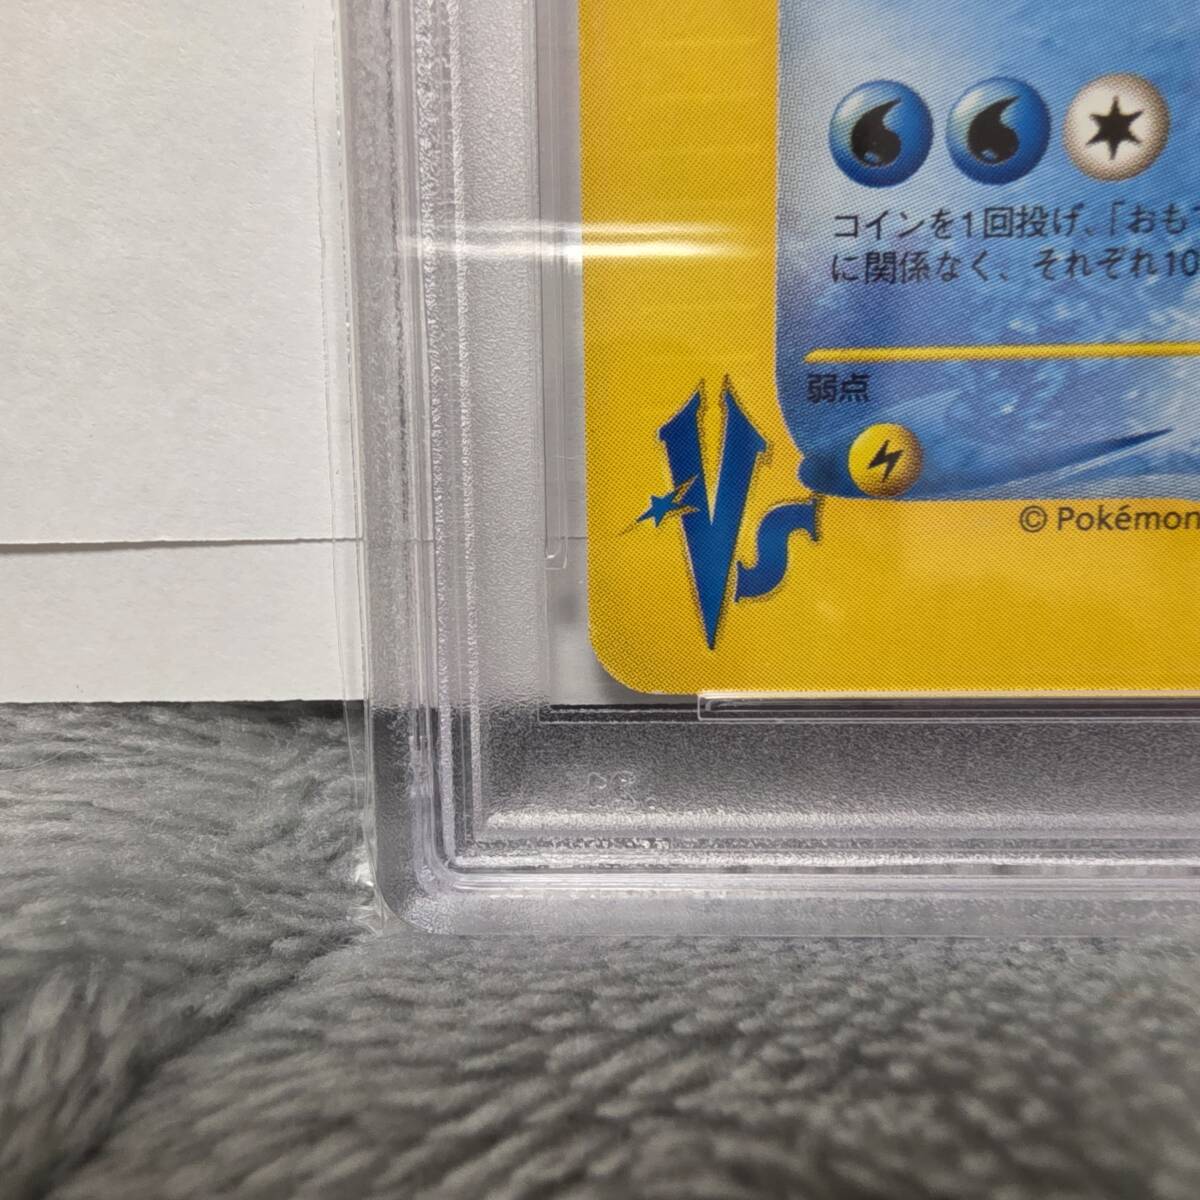 コインを1回投げ、「おも
に関係なく、それぞれ10
弱点
Vs
© Pokémon